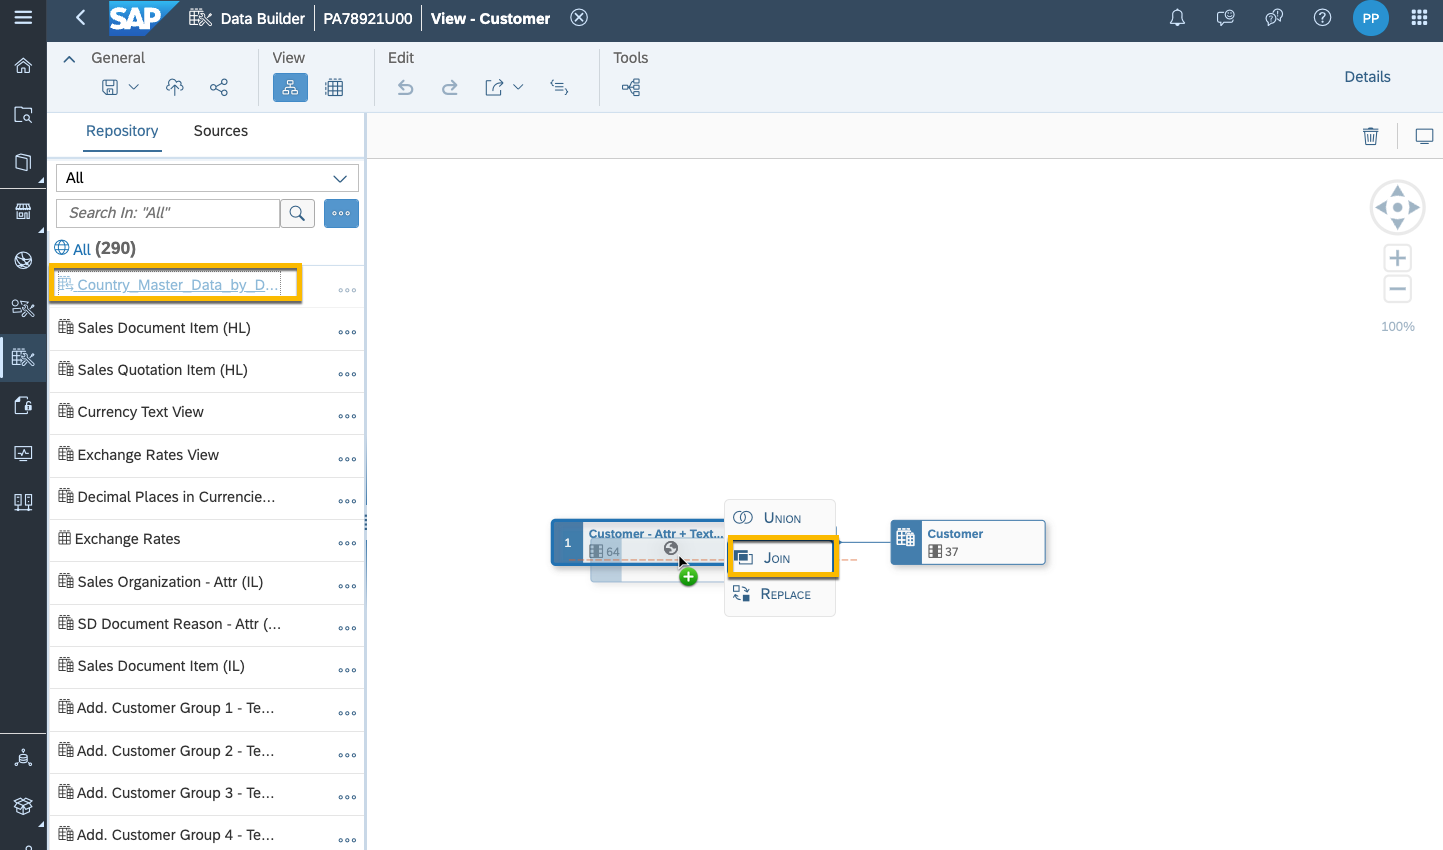 SAP Data Builder PA78921U00 View - Customer PP
General View Edit Tools
Details
Repository Sources
All
Search In: "All"
All (290)
Country_Master_Data_by_D...
Sales Document Item (HL)
Sales Quotation Item (HL)
Currency Text View
Exchange Rates View
Decimal Places in Currencie...
Exchange Rates
Sales Organization - Attr (IL)
SD Document Reason - Attr (...
Sales Document Item (IL)
Add. Customer Group 1 - Te...
Add. Customer Group 2 - Te...
Add. Customer Group 3 - Te...
Add. Customer Group 4 - Te...
100%
1
Customer - Attr + Text...
64
Union
Join
Replace
Customer
37